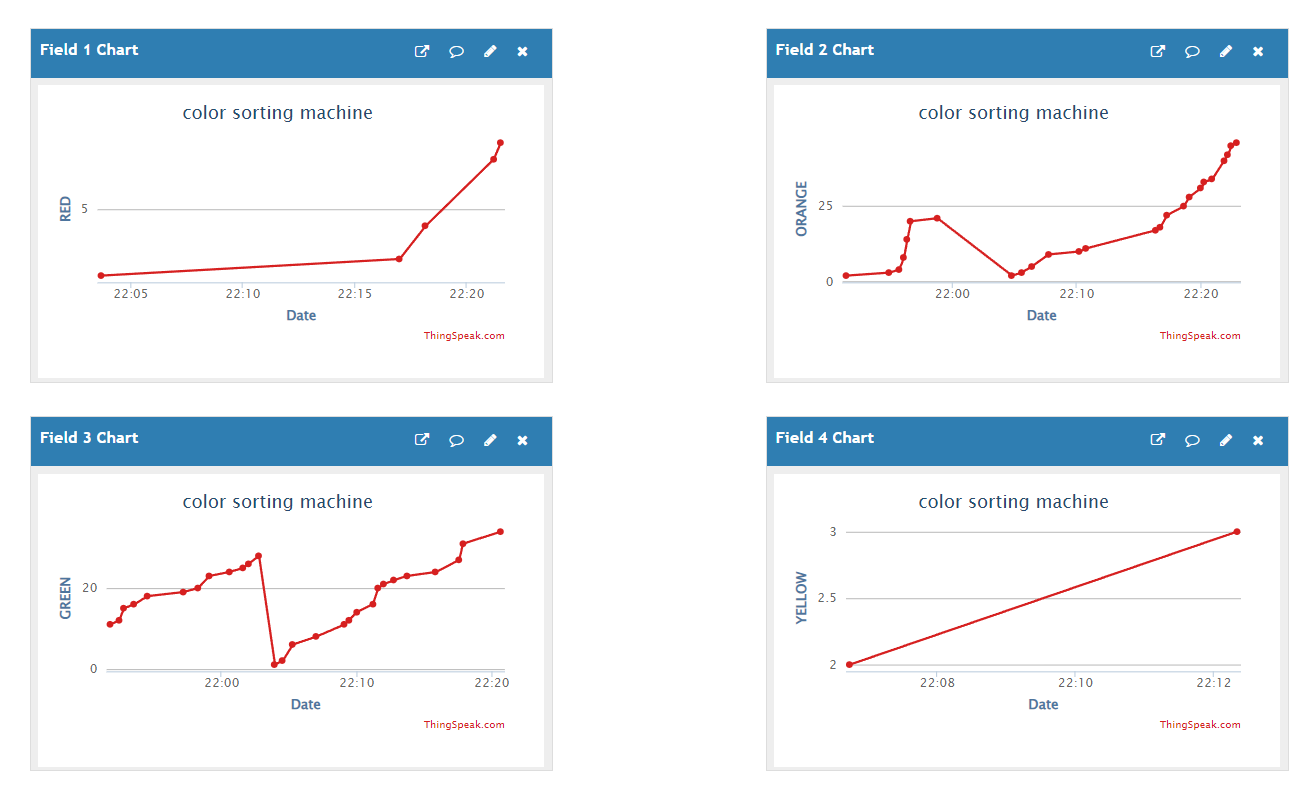 Field 1 Chart
color sorting machine
RED
5
22:05 22:10 22:15 22:20
Date
ThingSpeak.com
Field 2 Chart
color sorting machine
ORANGE
25
0
22:00 22:10 22:20
Date
ThingSpeak.com
Field 3 Chart
color sorting machine
GREEN
20
0
22:00 22:10 22:20
Date
ThingSpeak.com
Field 4 Chart
color sorting machine
YELLOW
3
2.5
2
22:08 22:10 22:12
Date
ThingSpeak.com